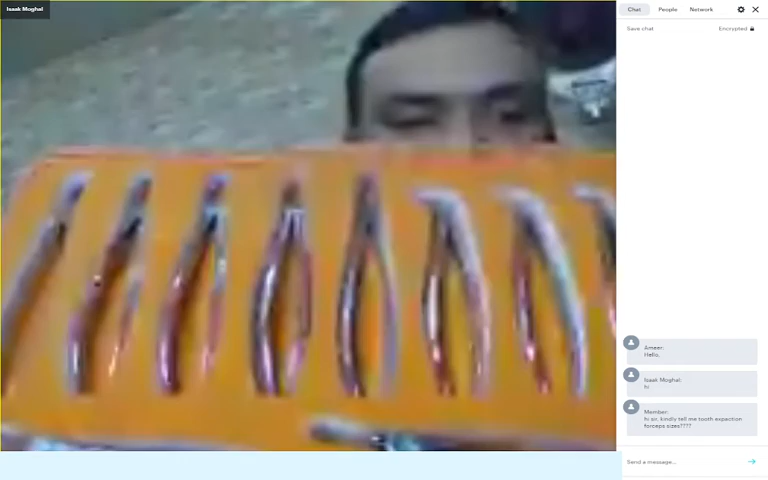 Isaak Moghal
Chat People Network
Save chat Encrypted
Ameer:
Hello,
Isaak Moghal:
hi
Member:
hi sir, kindly tell me tooth expaction
forceps sizes????
Send a message...